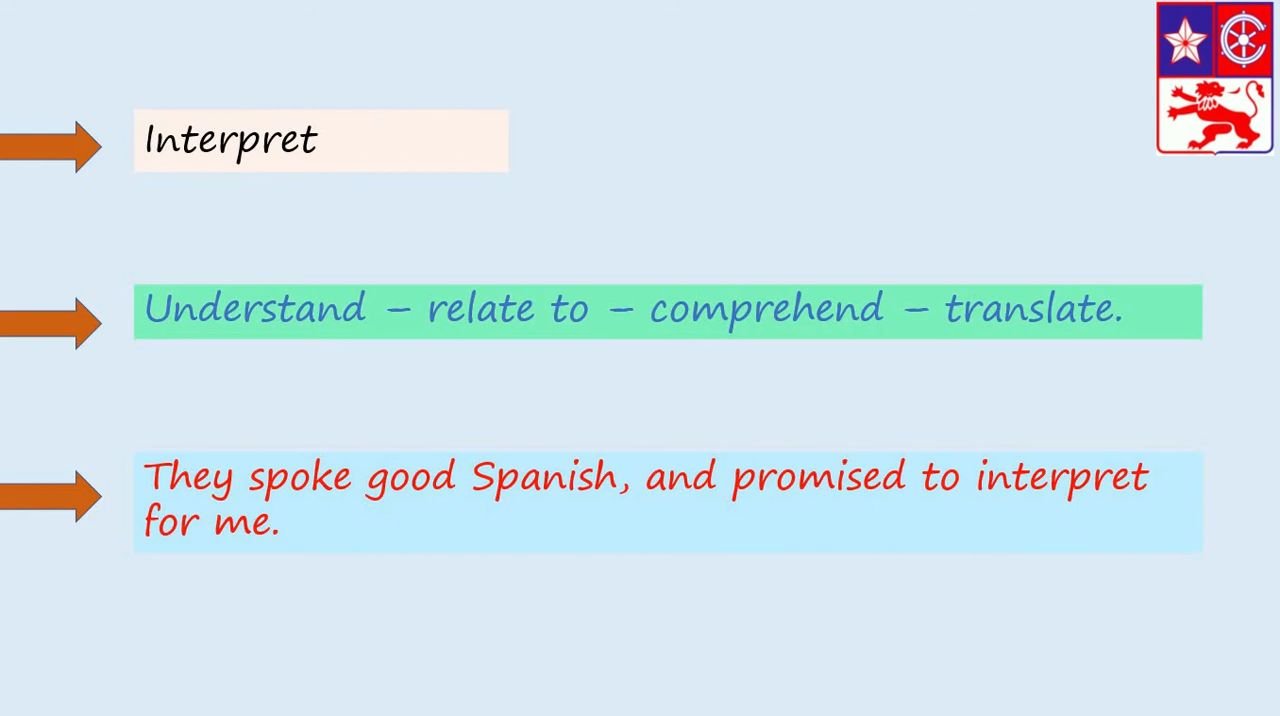 Interpret
Understand – relate to – comprehend – translate.
They spoke good Spanish, and promised to interpret
for me.